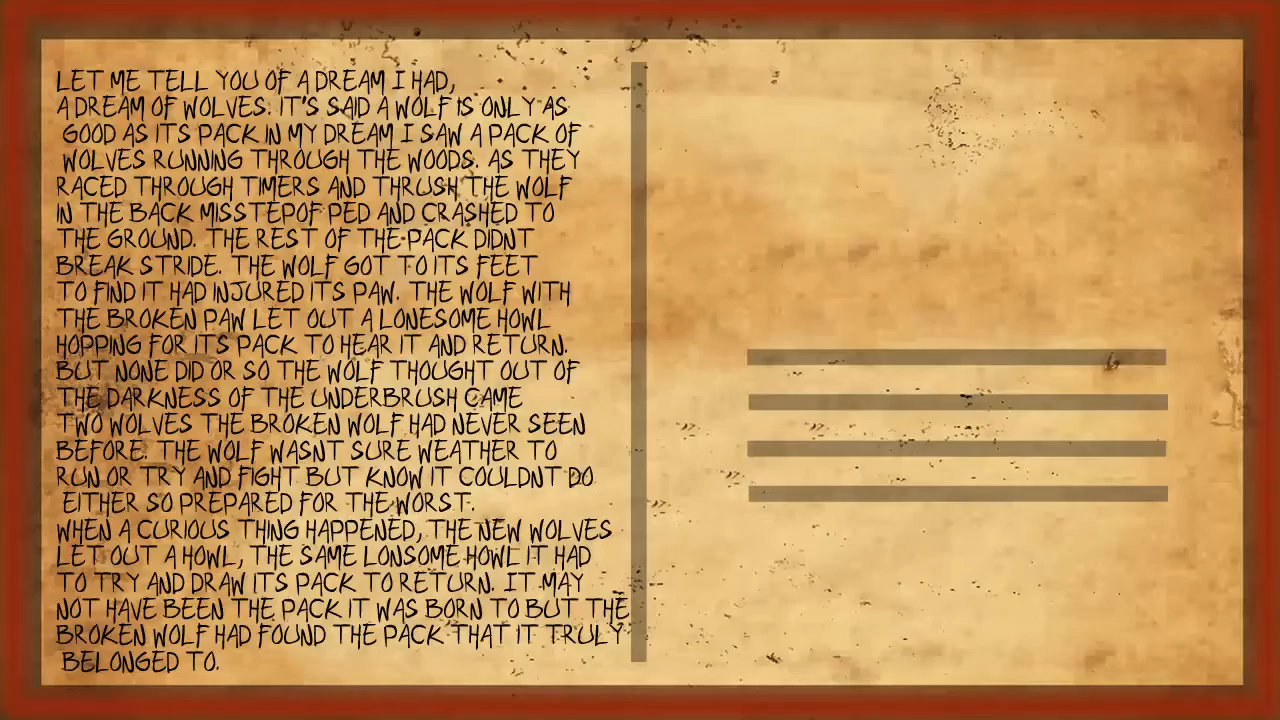 LET ME TELL YOU OF A DREAM I HAD,
A DREAM OF WOLVES. IT'S SAID A WOLF IS ONLY AS
GOOD AS ITS PACK IN MY DREAM I SAW A PACK OF
WOLVES RUNNING THROUGH THE WOODS. AS THEY
RACED THROUGH TIMERS AND THRUSH THE WOLF
IN THE BACK MISSTEPOF PED AND CRASHED TO
THE GROUND. THE REST OF THE PACK DIDNT
BREAK STRIDE. THE WOLF GOT TO ITS FEET
TO FIND IT HAD INJURED ITS PAW. THE WOLF WITH
THE BROKEN PAW LET OUT A LONESOME HOWL
HOPPING FOR ITS PACK TO HEAR IT AND RETURN.
BUT NONE DID OR SO THE WOLF THOUGHT OUT OF
THE DARKNESS OF THE UNDERBRUSH CAME
TWO WOLVES THE BROKEN WOLF HAD NEVER SEEN
BEFORE. THE WOLF WASNT SURE WEATHER TO
RUN OR TRY AND FIGHT BUT KNOW IT COULDNT DO
EITHER SO PREPARED FOR THE WORST.
WHEN A CURIOUS THING HAPPENED, THE NEW WOLVES
LET OUT A HOWL, THE SAME LONSOME HOWL IT HAD
TO TRY AND DRAW ITS PACK TO RETURN. IT MAY
NOT HAVE BEEN THE PACK IT WAS BORN TO BUT THE
BROKEN WOLF HAD FOUND THE PACK THAT IT TRULY
BELONGED TO.